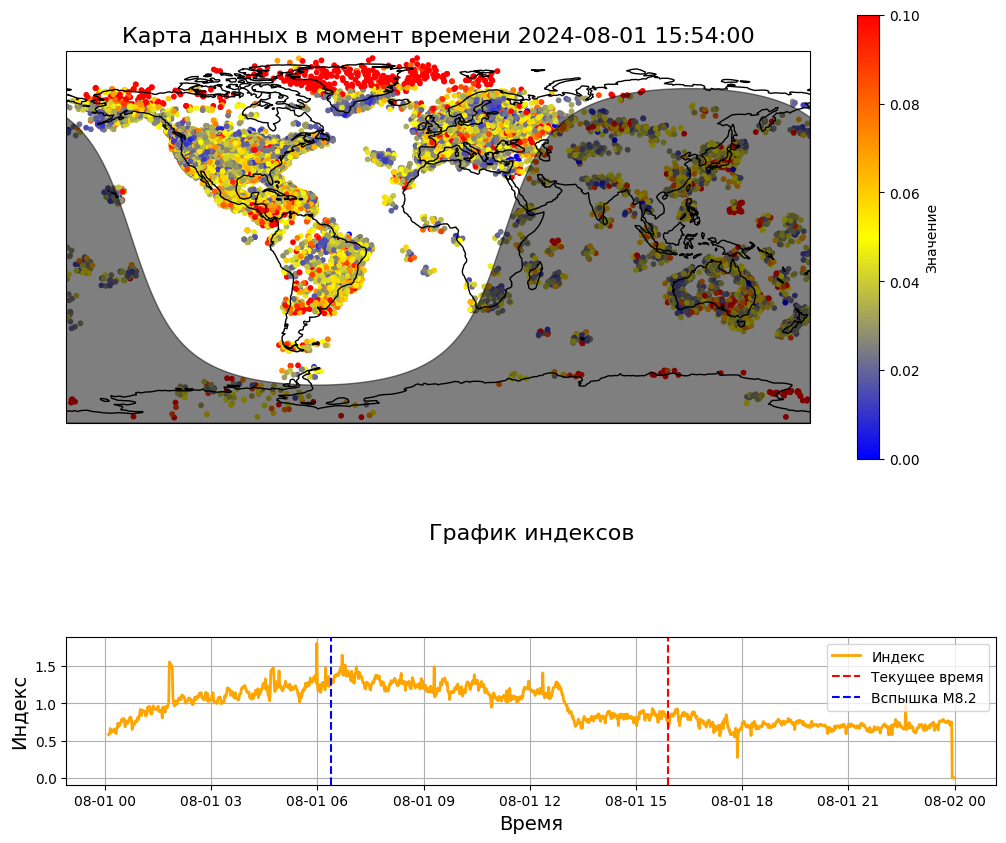 Карта данных в момент времени 2024-08-01 15:54:00
0.10
0.08
0.06
0.04
0.02
0.00
Значение
График индексов
Индекс
1.5
1.0
0.5
0.0
Индекс
Текущее время
Вспышка M8.2
08-01 00 08-01 03 08-01 06 08-01 09 08-01 12 08-01 15 08-01 18 08-01 21 08-02 00
Время